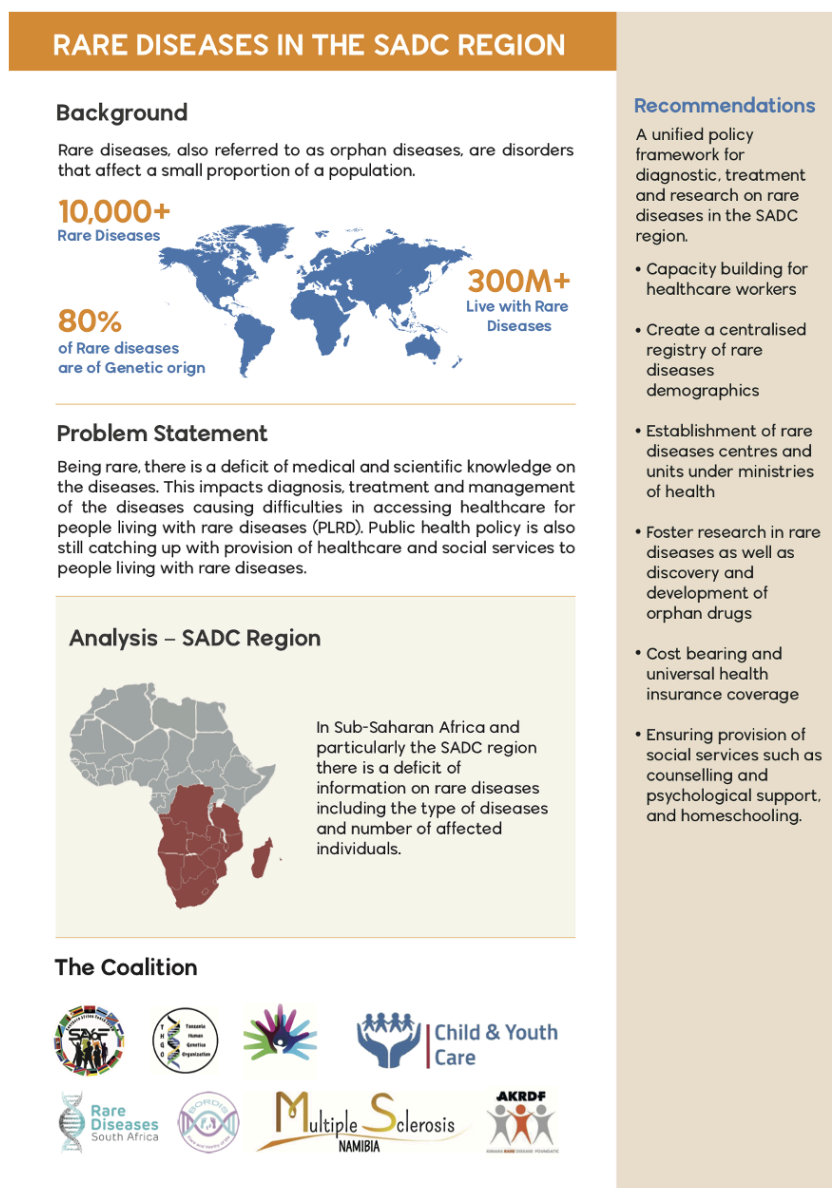 RARE DISEASES IN THE SADC REGION
Background
Rare diseases, also referred to as orphan diseases, are disorders
that affect a small proportion of a population.
10,000+
Rare Diseases
300M+
Live with Rare
Diseases
80%
of Rare diseases
are of Genetic orign
Problem Statement
Being rare, there is a deficit of medical and scientific knowledge on
the diseases. This impacts diagnosis, treatment and management
of the diseases causing difficulties in accessing healthcare for
people living with rare diseases (PLRD). Public health policy is also
still catching up with provision of healthcare and social services to
people living with rare diseases.
Analysis – SADC Region
In Sub-Saharan Africa and
particularly the SADC region
there is a deficit of
information on rare diseases
including the type of diseases
and number of affected
individuals.
The Coalition
T
H
G
O
Tanzania
Human
Genetics
Organization
Child & Youth
Care
Rare
Diseases
South Africa
BORDIS
Multiple Sclerosis
NAMIBIA
AKRDF
Recommendations
A unified policy
framework for
diagnostic, treatment
and research on rare
diseases in the SADC
region.
• Capacity building for
healthcare workers
• Create a centralised
registry of rare
diseases
demographics
• Establishment of rare
diseases centres and
units under ministries
of health
• Foster research in rare
diseases as well as
discovery and
development of
orphan drugs
• Cost bearing and
universal health
insurance coverage
• Ensuring provision of
social services such as
counselling and
psychological support,
and homeschooling.